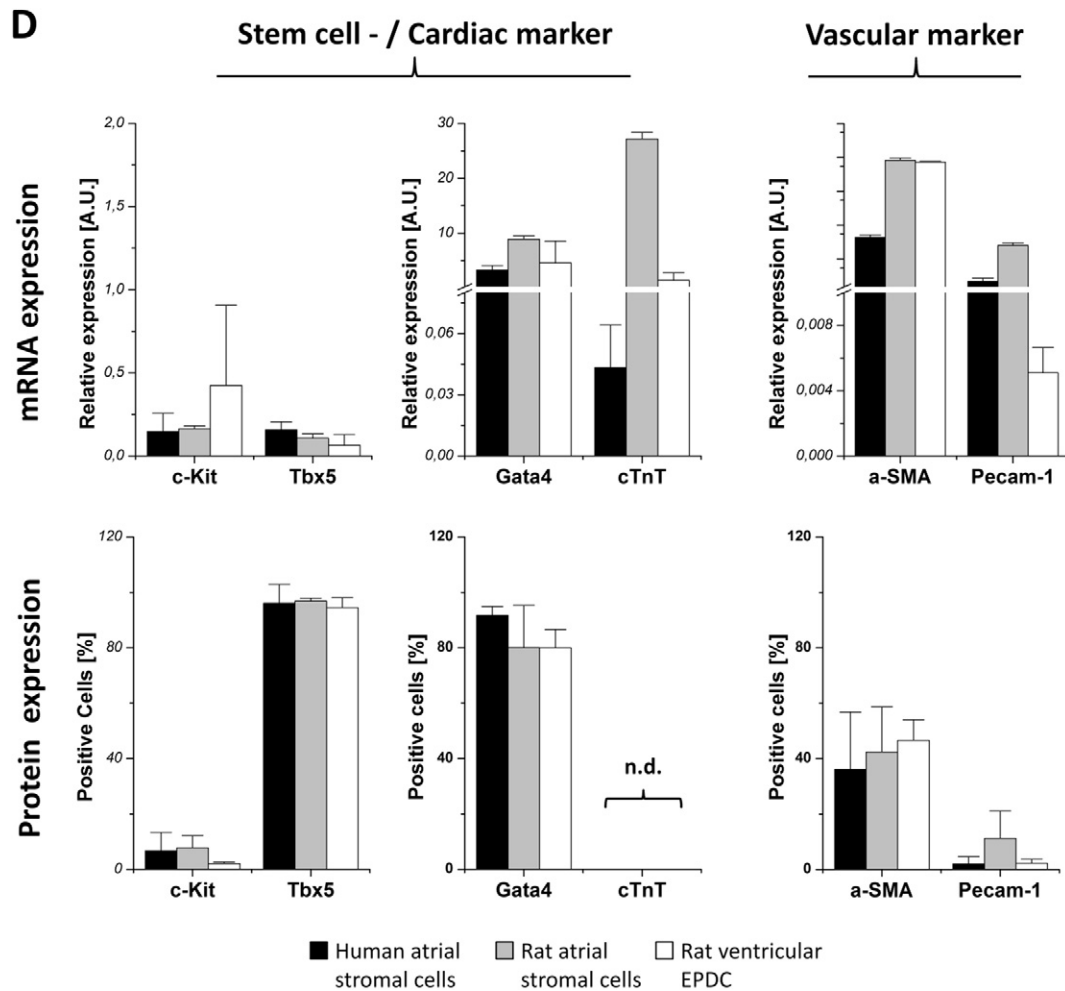 D
Stem cell - / Cardiac marker
Vascular marker
mRNA expression
Relative expression [A.U.]
2,0
1,5
1,0
0,5
0,0
c-Kit
Tbx5
Relative expression [A.U.]
30
20
10
0,06
0,03
0,00
Gata4
cTnT
Relative expression [A.U.]
0,008
0,004
0,000
a-SMA
Pecam-1
Protein expression
Positive Cells [%]
120
80
40
0
c-Kit
Tbx5
Positive cells [%]
120
80
40
0
n.d.
Gata4
cTnT
Positive cells [%]
120
80
40
0
a-SMA
Pecam-1
Human atrial
stromal cells
Rat atrial
stromal cells
Rat ventricular
EPDC